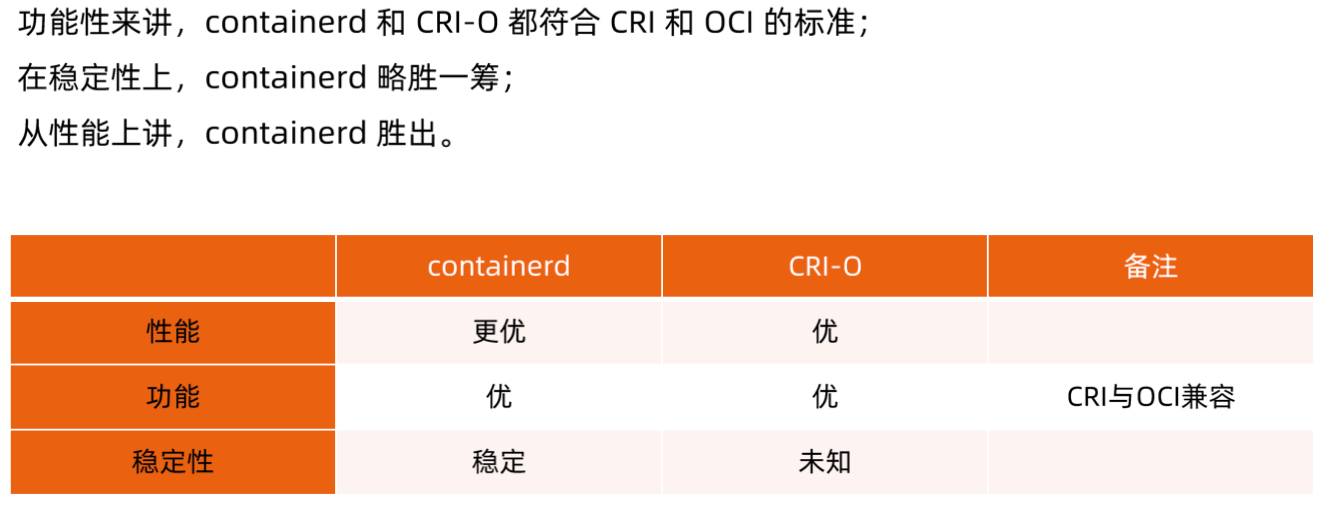 功能性来讲，containerd 和 CRI-O 都符合 CRI 和 OCI 的标准；
在稳定性上，containerd 略胜一筹；
从性能上讲，containerd 胜出。
containerd CRI-O 备注
性能 更优 优
功能 优 优 CRI与OCI兼容
稳定性 稳定 未知